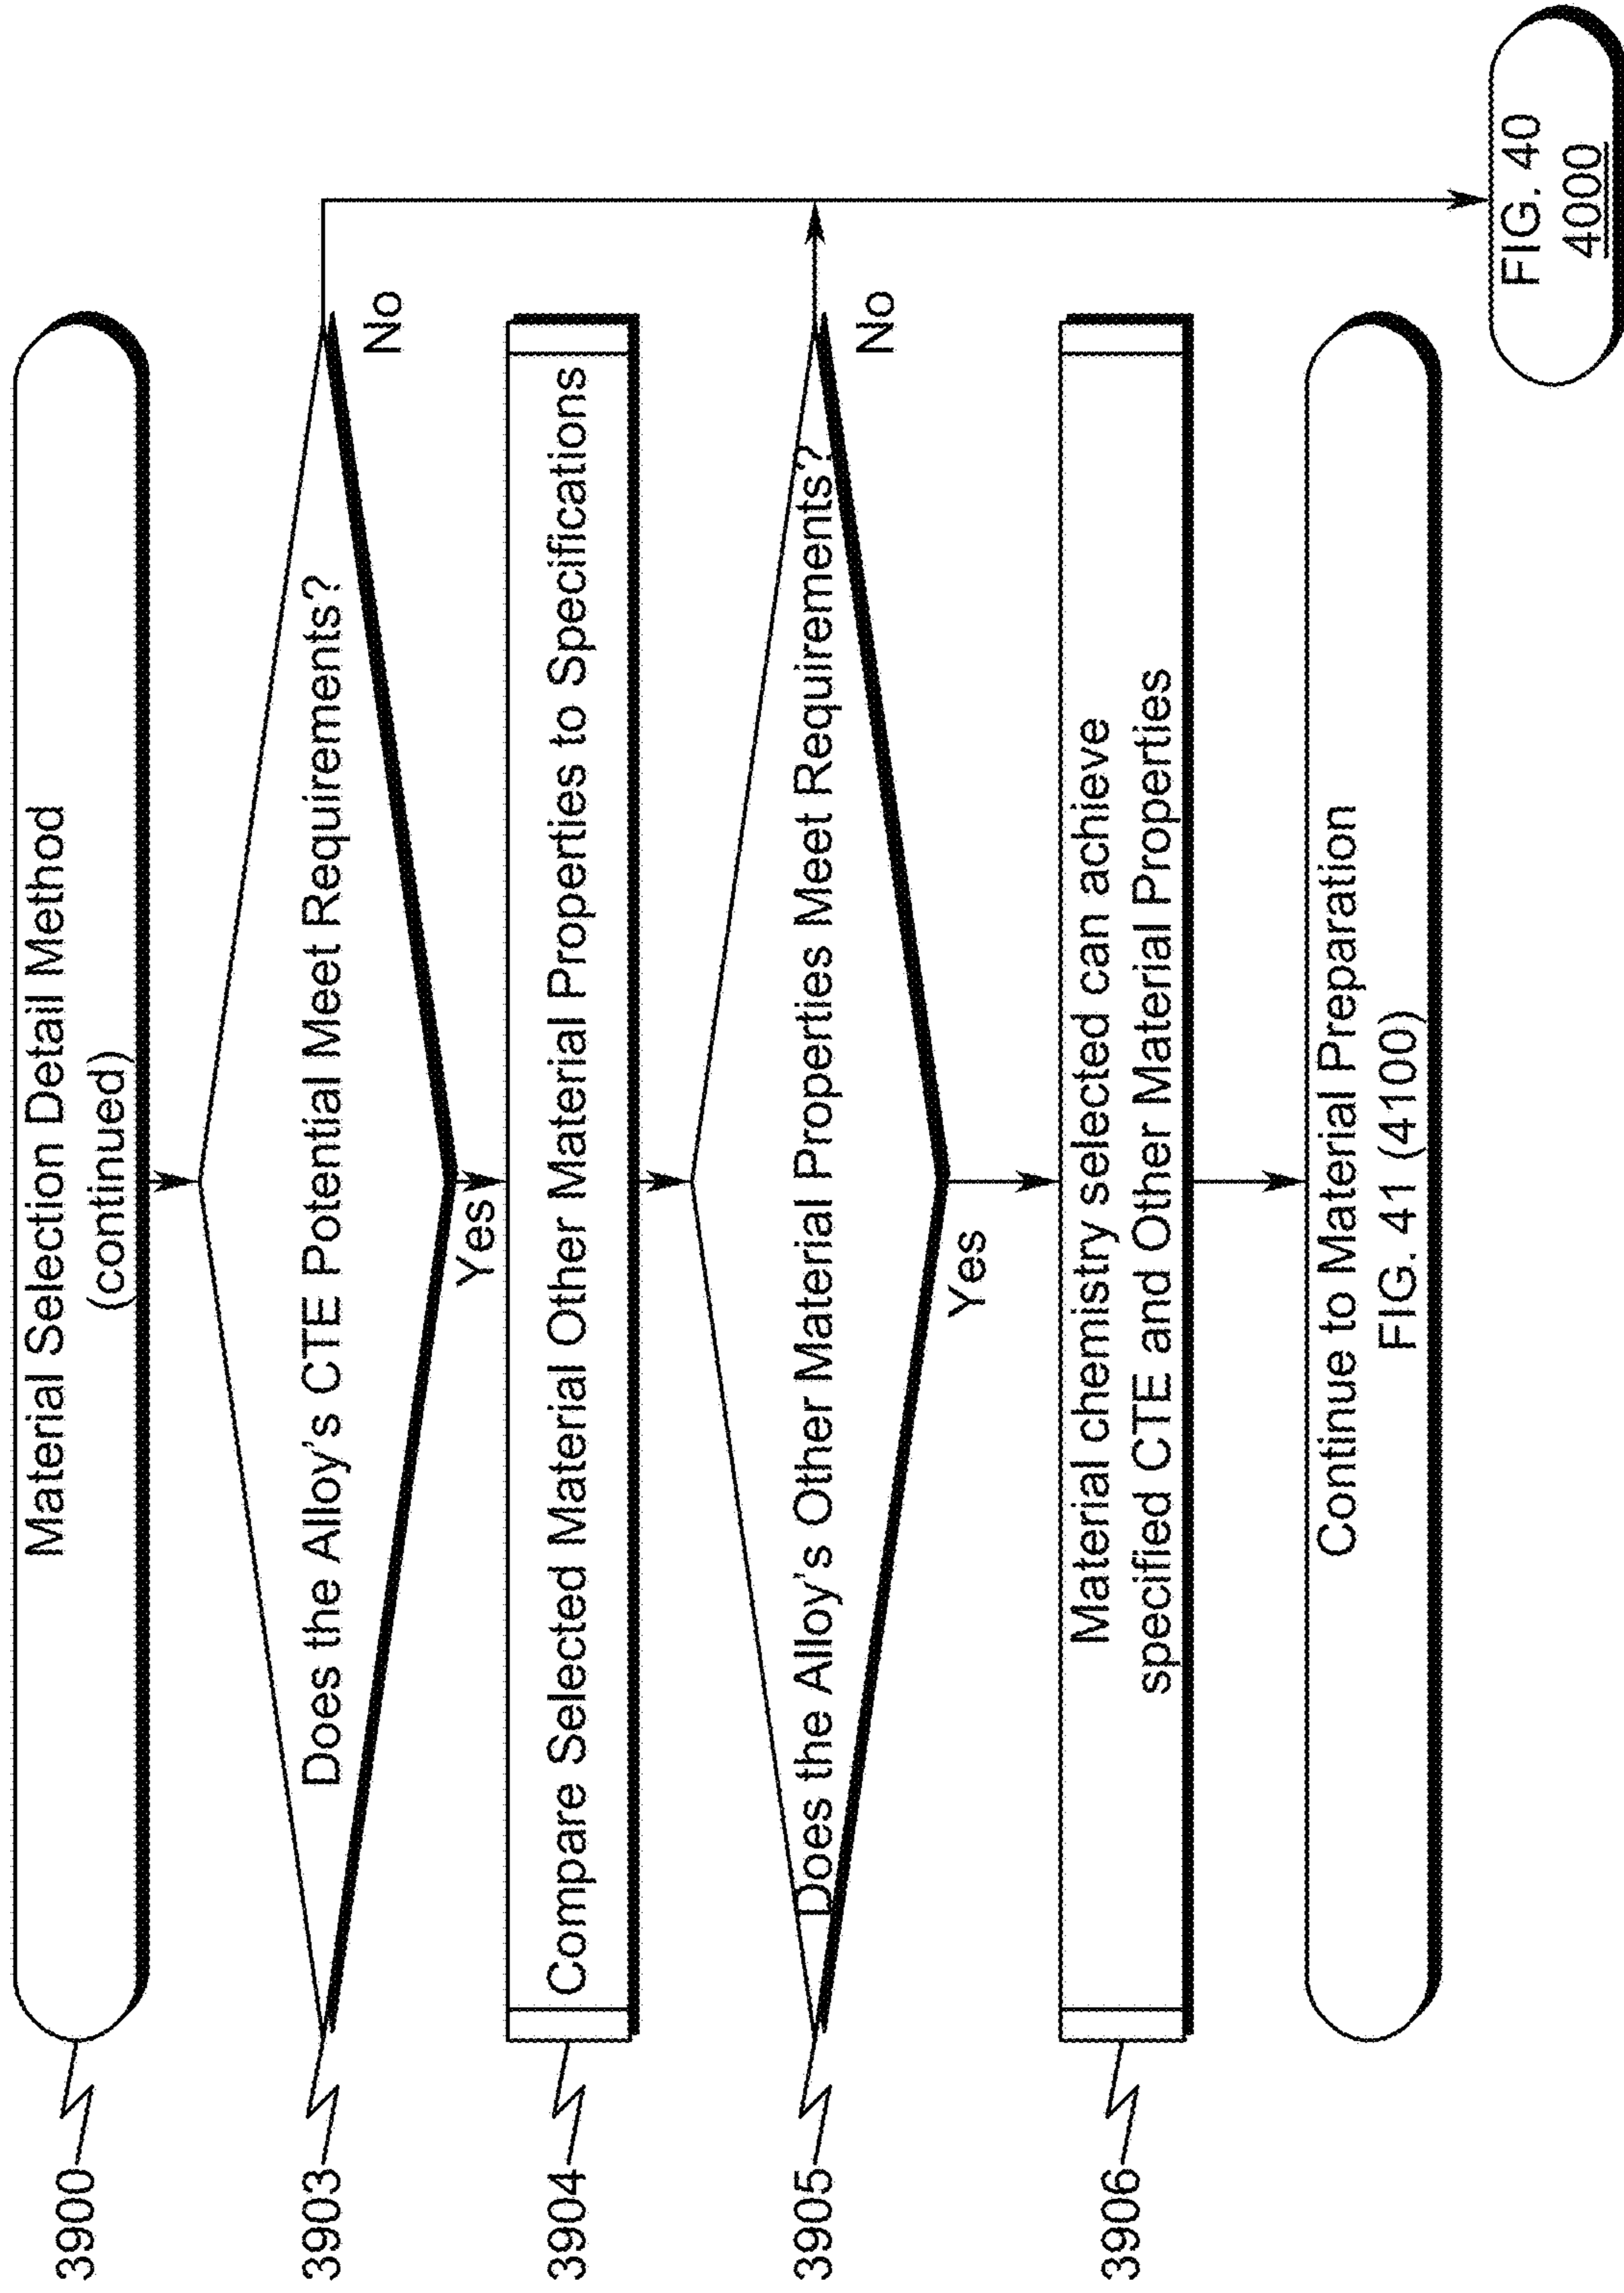 3900
Material Selection Detail Method
(continued)
3903
Does the Alloy's CTE Potential Meet Requirements?
No
Yes
3904
Compare Selected Material Other Material Properties to Specifications
3905
Does the Alloy's Other Material Properties Meet Requirements?
No
Yes
3906
Material chemistry selected can achieve
specified CTE and Other Material Properties
Continue to Material Preparation
FIG. 41 (4100)
FIG. 40
4000